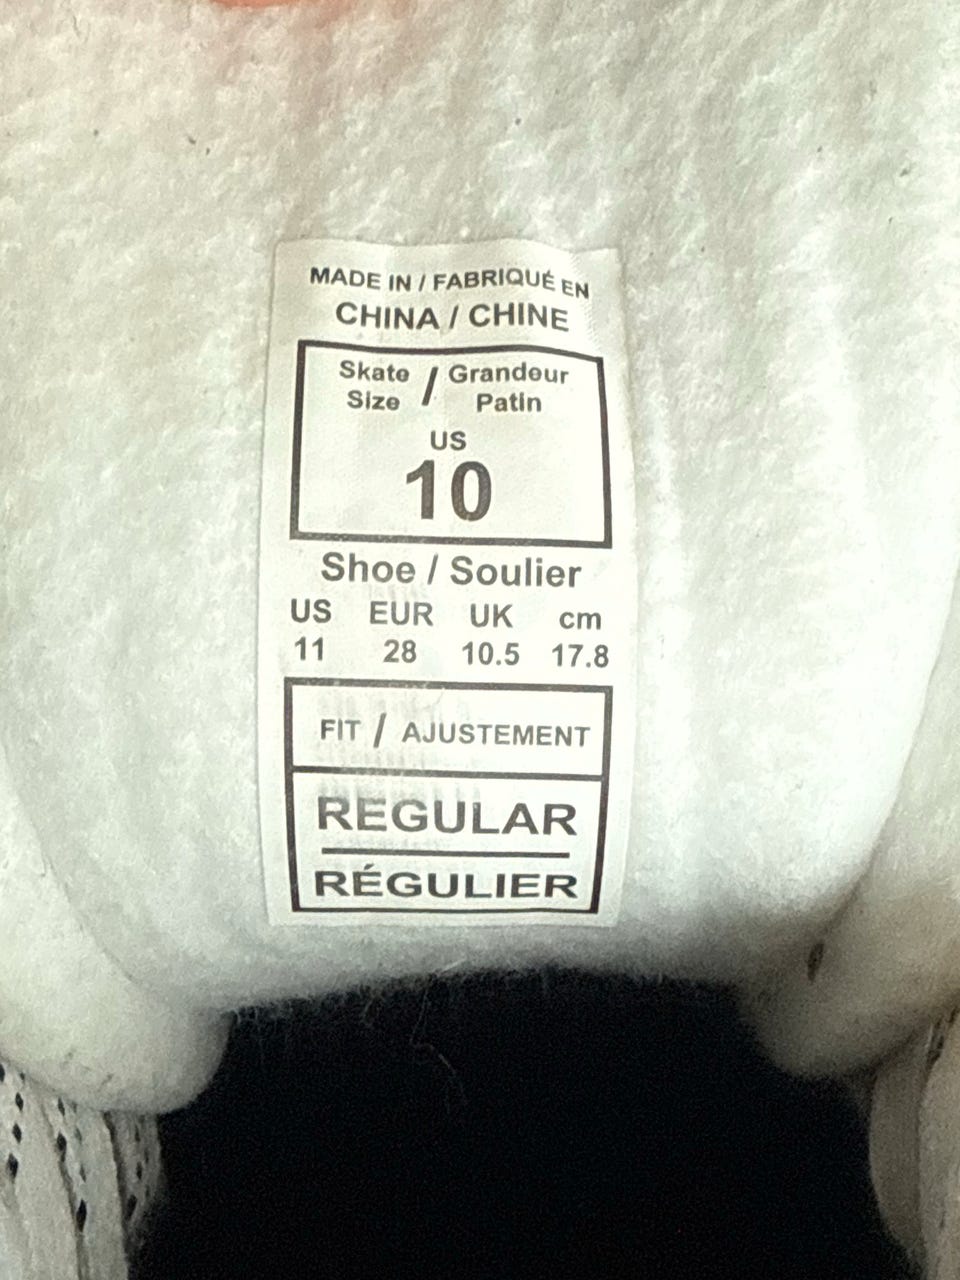 MADE IN / FABRIQUÉ EN
CHINA / CHINE
Skate / Grandeur
Size Patin
US
10
Shoe / Soulier
US EUR UK cm
11 28 10.5 17.8
FIT / AJUSTEMENT
REGULAR
RÉGULIER